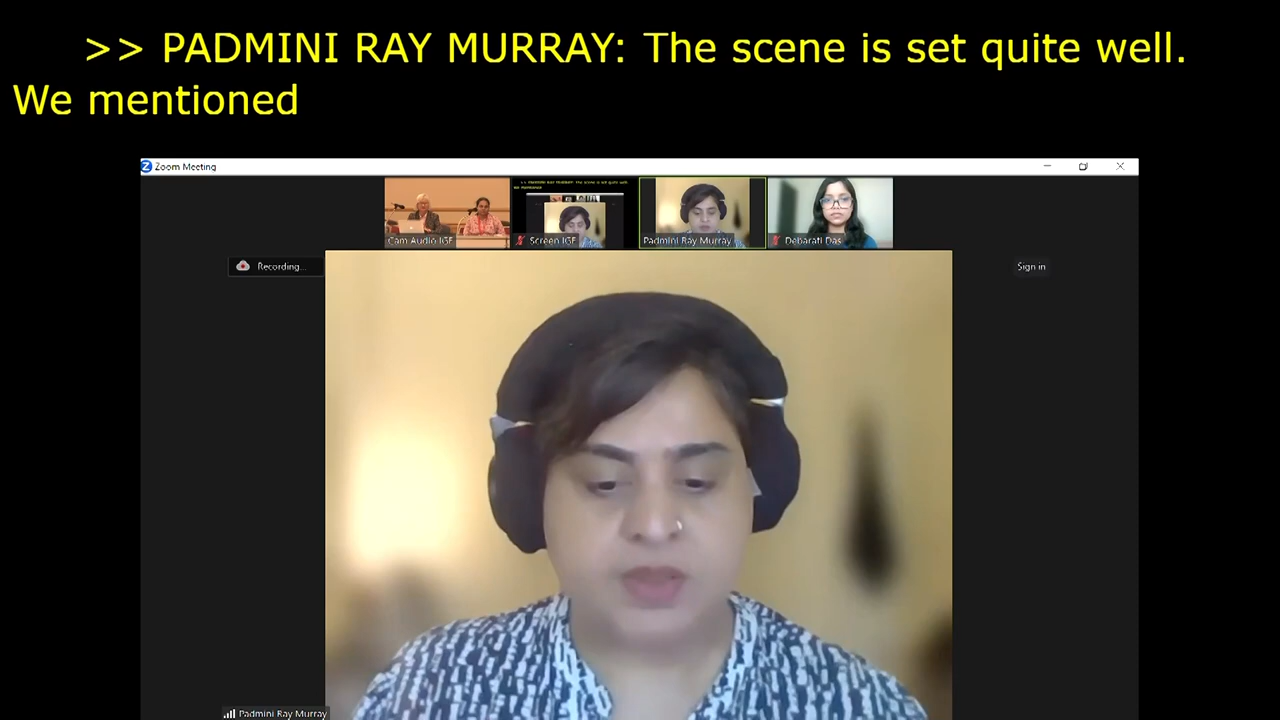 >> PADMINI RAY MURRAY: The scene is set quite well.
We mentioned
Zoom Meeting
Cam Audio IGF
Screen IGF
Padmini Ray Murray
Debarati Das
Recording...
Sign in
Padmini Ray Murray